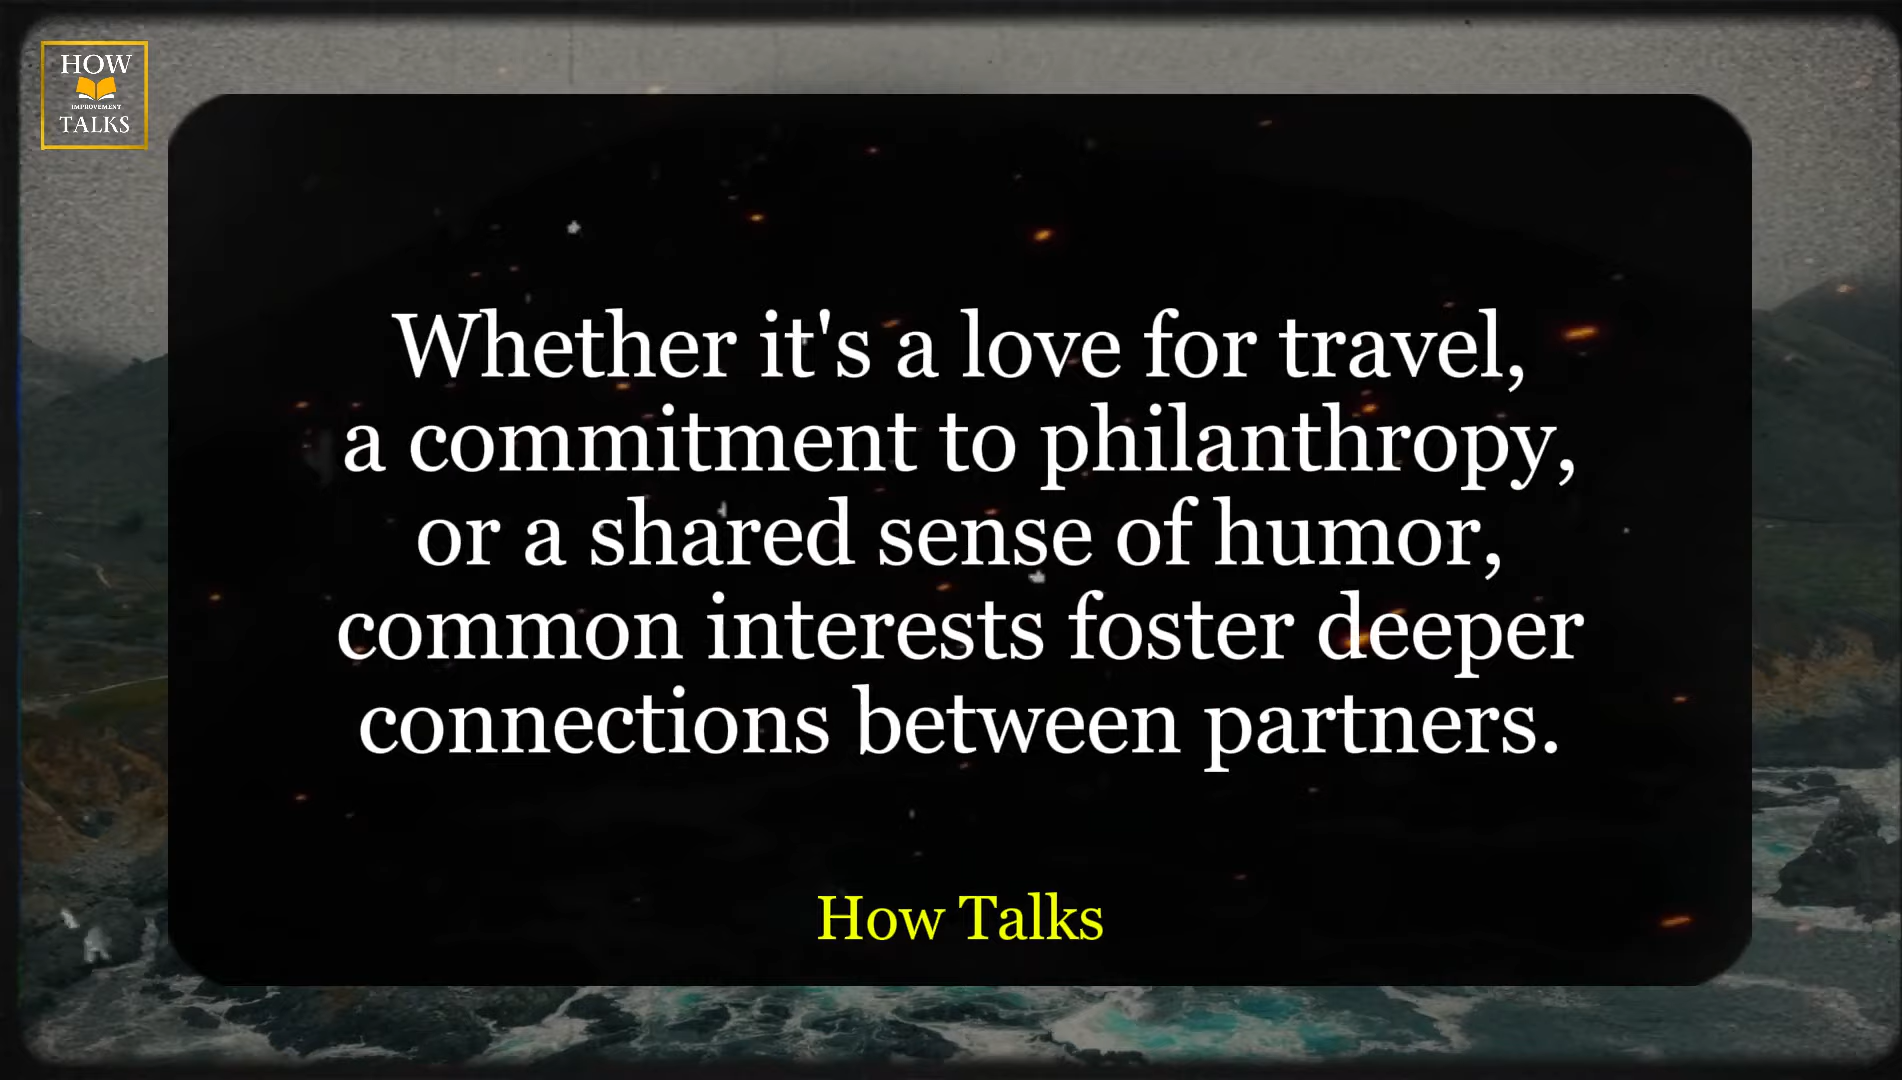 HOW
IMPROVEMENT
TALKS
Whether it's a love for travel,
a commitment to philanthropy,
or a shared sense of humor,
common interests foster deeper
connections between partners.
How Talks